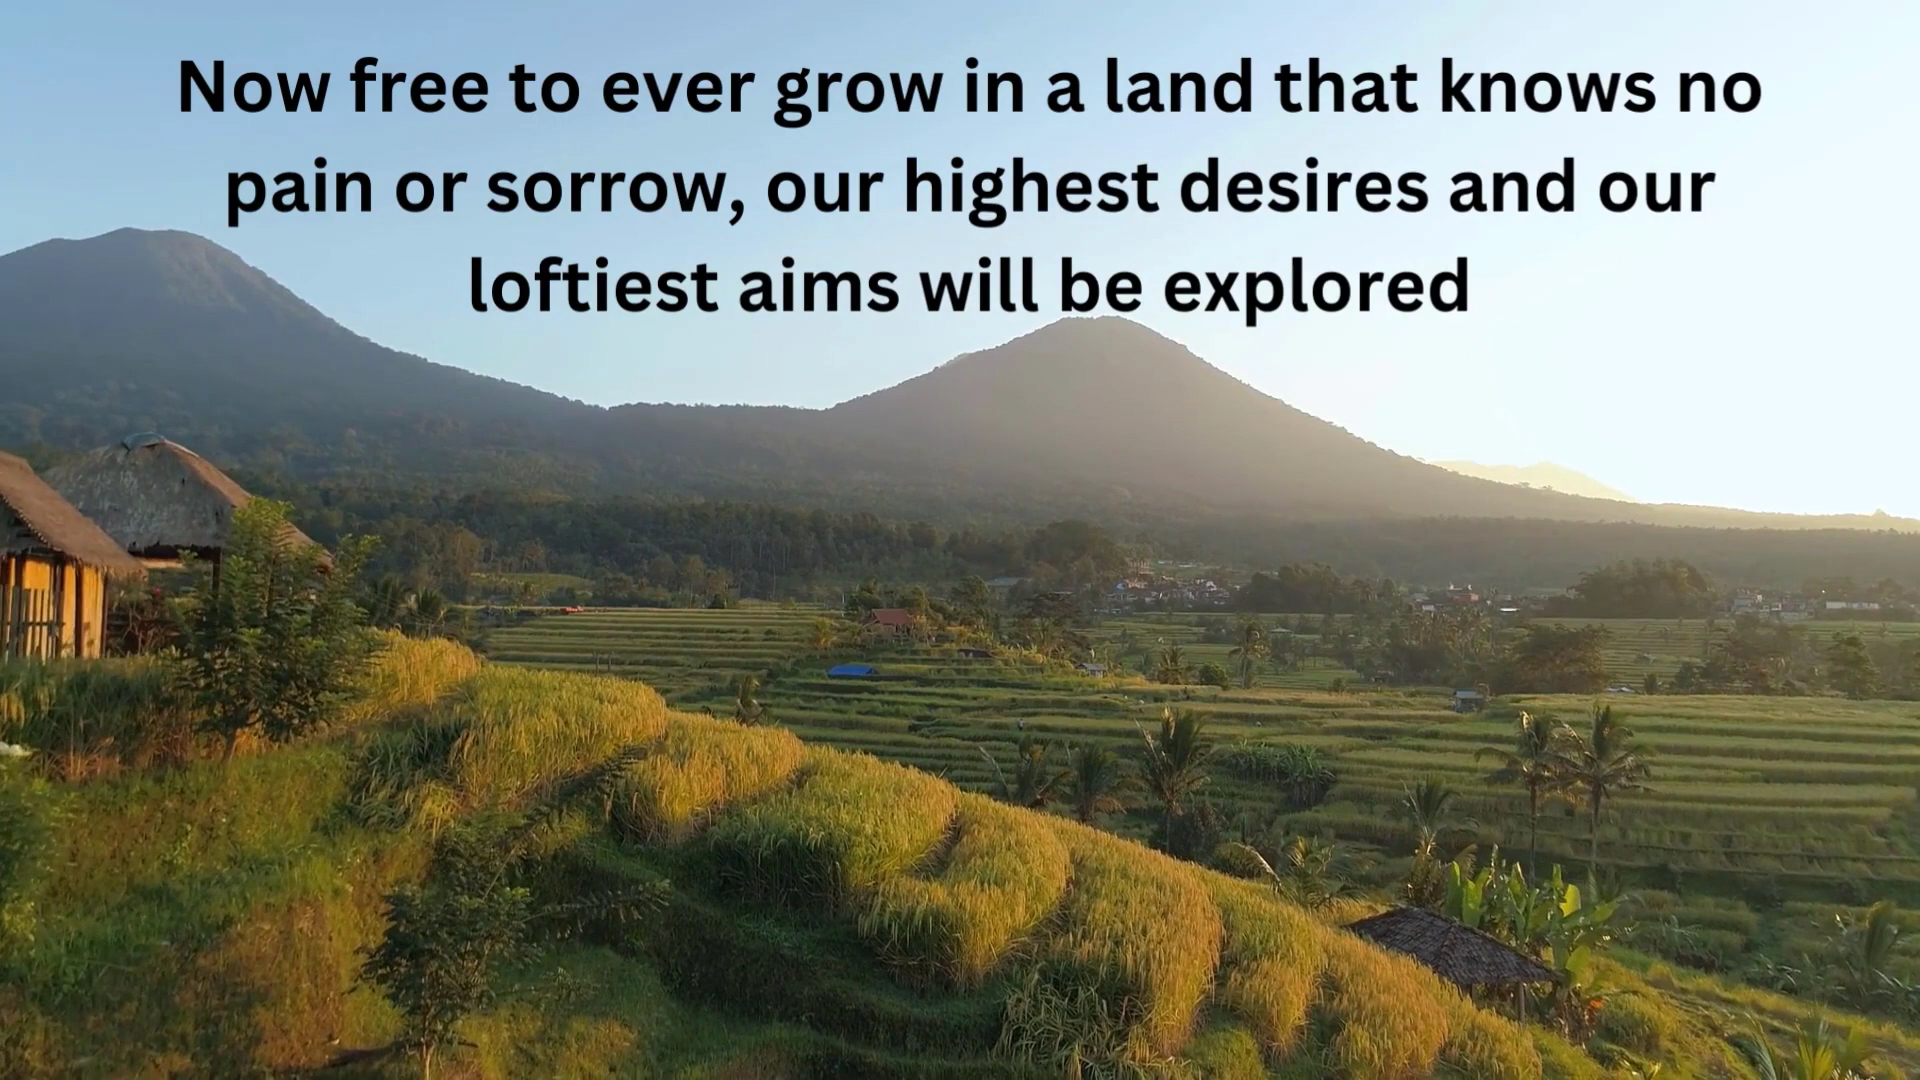 Now free to ever grow in a land that knows no
pain or sorrow, our highest desires and our
loftiest aims will be explored